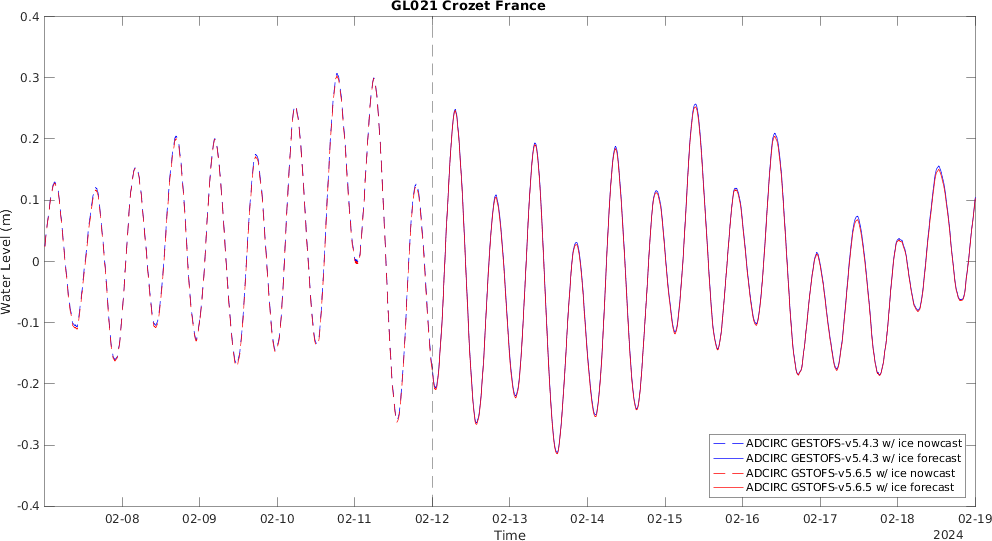 GL021 Crozet France
0.4
0.3
0.2
0.1
0
-0.1
-0.2
-0.3
-0.4
Water Level (m)
ADCIRC GESTOFS-v5.4.3 w/ ice nowcast
ADCIRC GESTOFS-v5.4.3 w/ ice forecast
ADCIRC GSTOFS-v5.6.5 w/ ice nowcast
ADCIRC GSTOFS-v5.6.5 w/ ice forecast
02-08 02-09 02-10 02-11 02-12 02-13 02-14 02-15 02-16 02-17 02-18 02-19
Time
2024